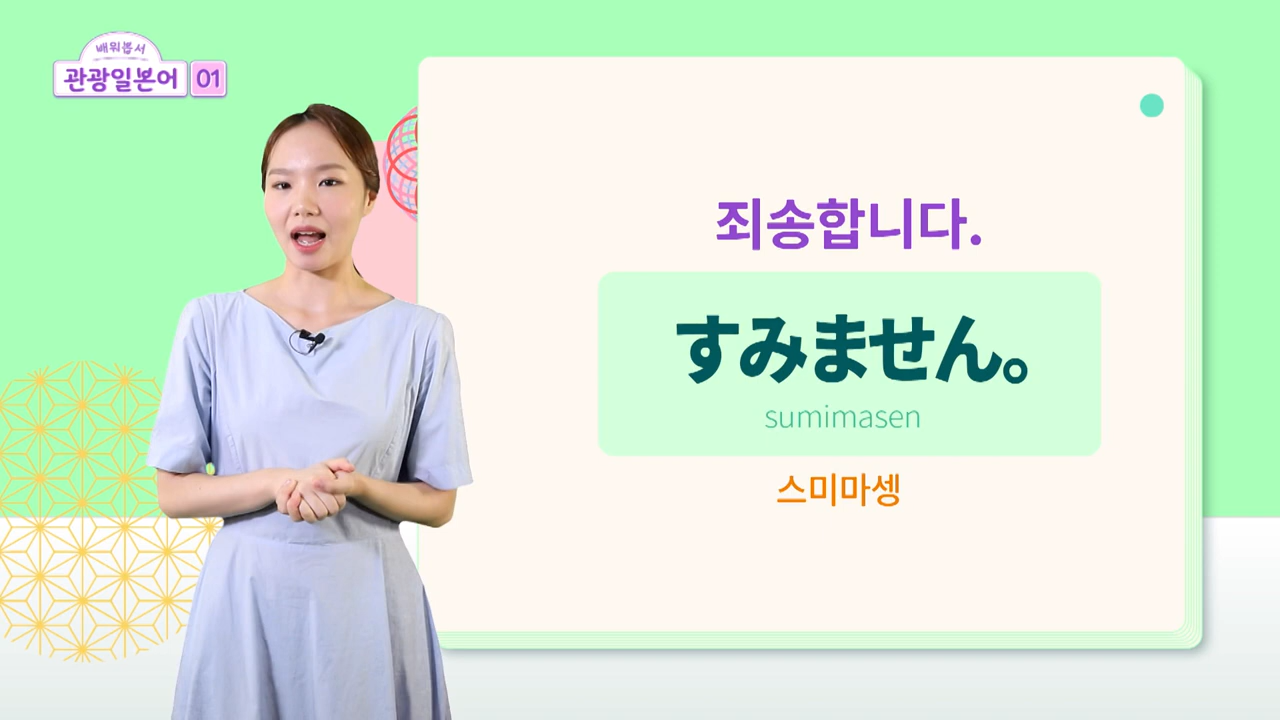 배워봅서
관광일본어 01
죄송합니다.
すみません。
sumimasen
스미마셍